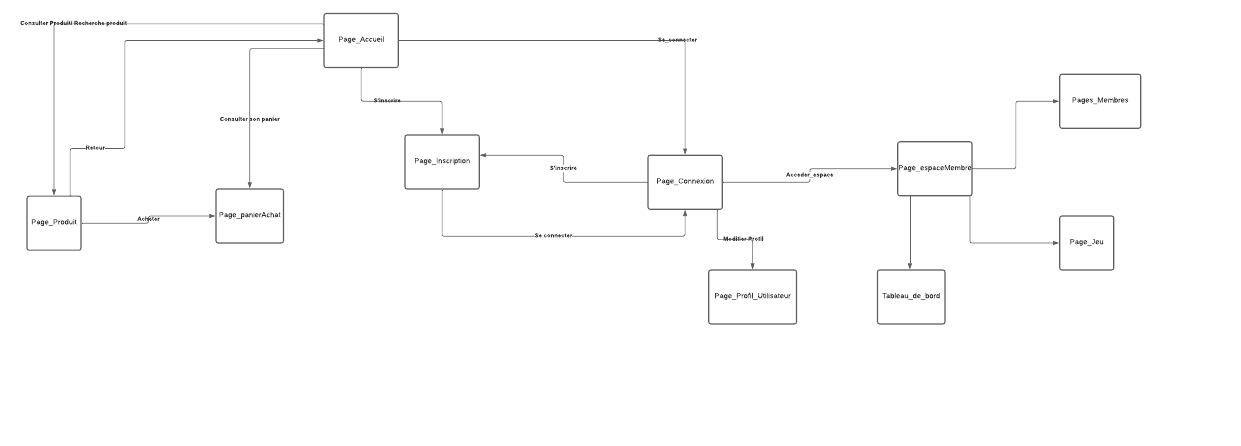 Consulter Produit/ Recherche produit
Page_Accueil
Se_connecter
Pages_Membres
S'inscrire
Consulter son panier
Retour
Page_Inscription
S'inscrire
Page_Connexion
Acceder_espace
Page_espaceMembre
Page_Produit
Acheter
Page_panierAchat
Se connecter
Modifier Profil
Page_Jeu
Page_Profil_Utilisateur
Tableau_de_bord